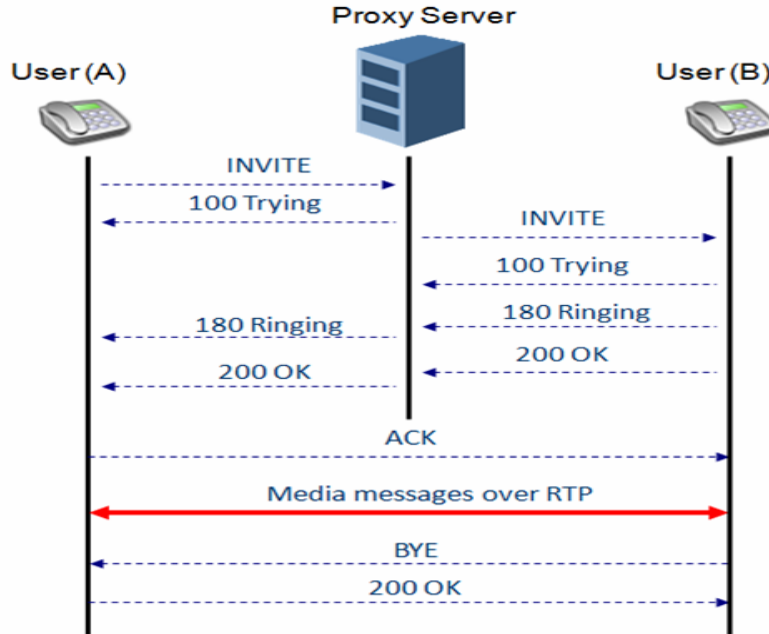 Proxy Server
User (A)
User (B)
INVITE
100 Trying
INVITE
100 Trying
180 Ringing
180 Ringing
200 OK
200 OK
ACK
Media messages over RTP
BYE
200 OK